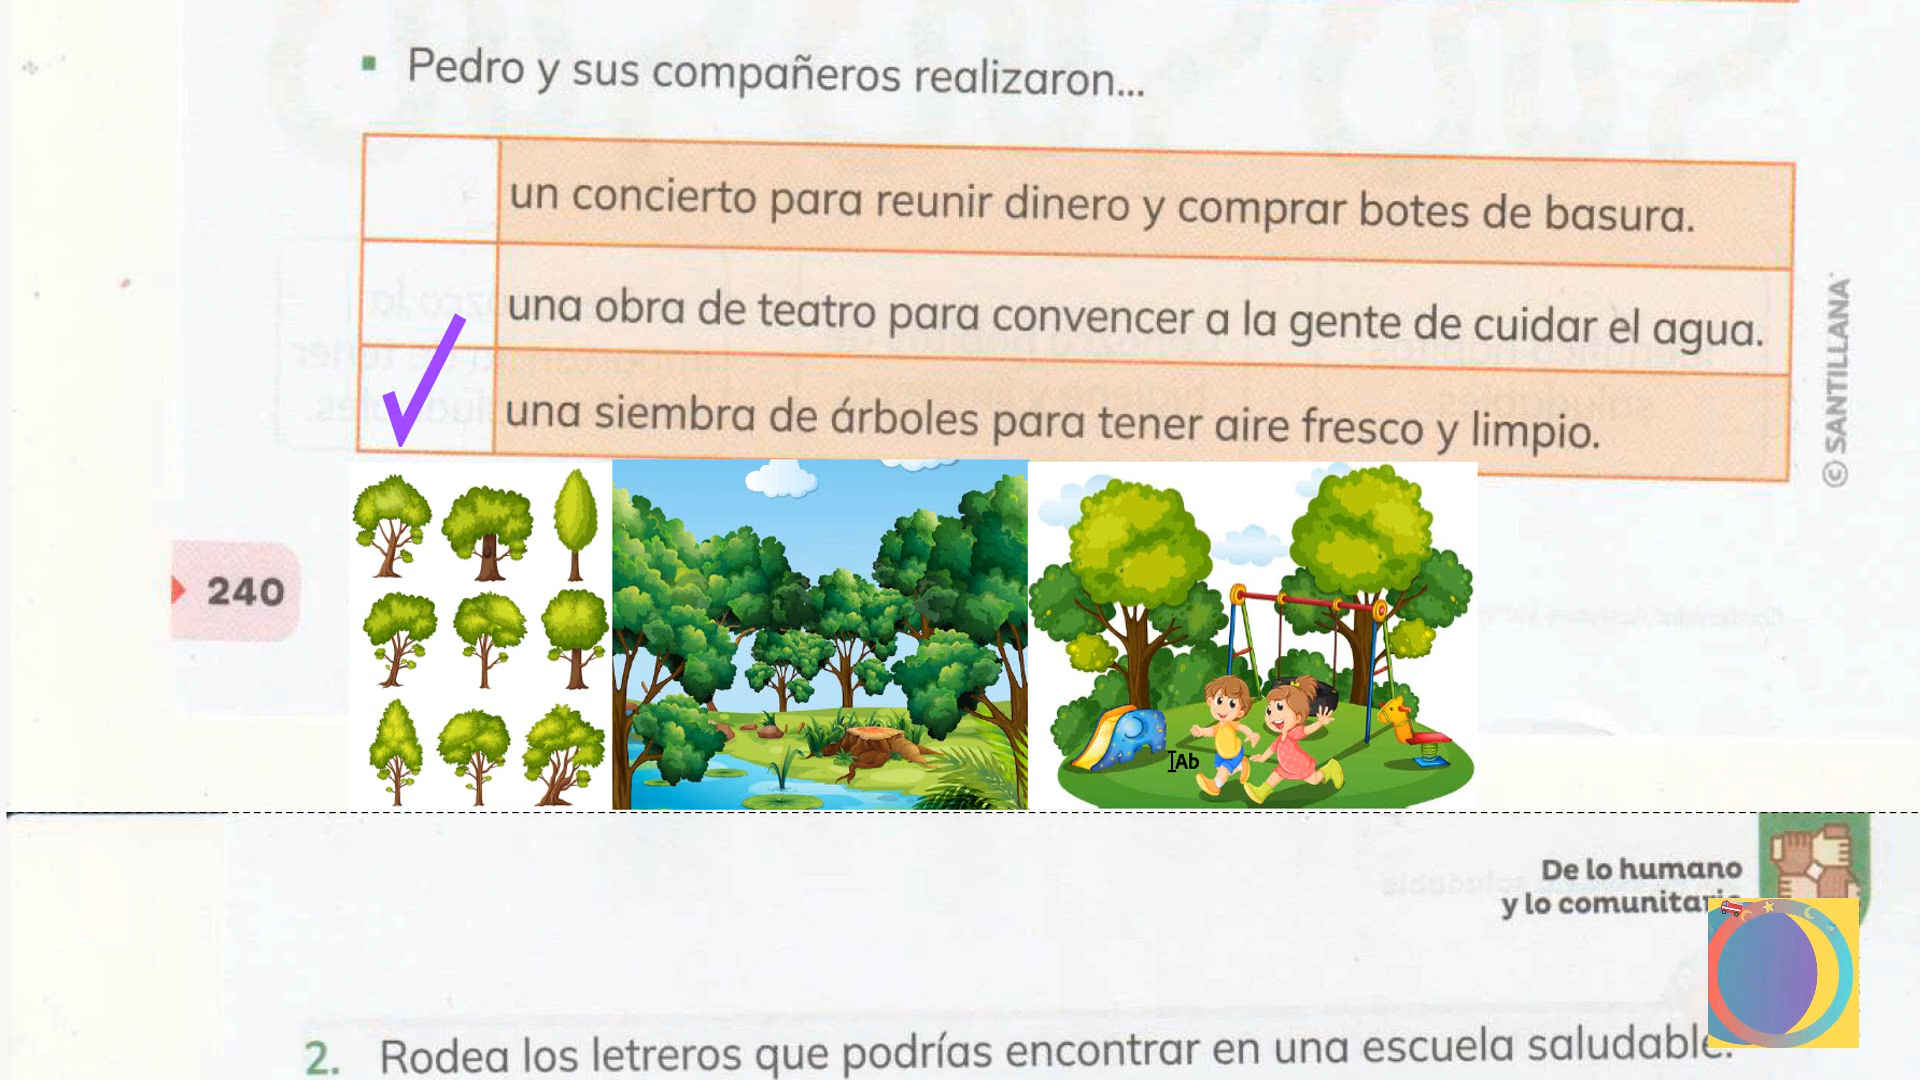 Pedro y sus compañeros realizaron...
un concierto para reunir dinero y comprar botes de basura.
una obra de teatro para convencer a la gente de cuidar el agua.
una siembra de árboles para tener aire fresco y limpio.
© SANTILLANA
240
Ab
De lo humano
y lo comunitario
2. Rodea los letreros que podrías encontrar en una escuela saludable.